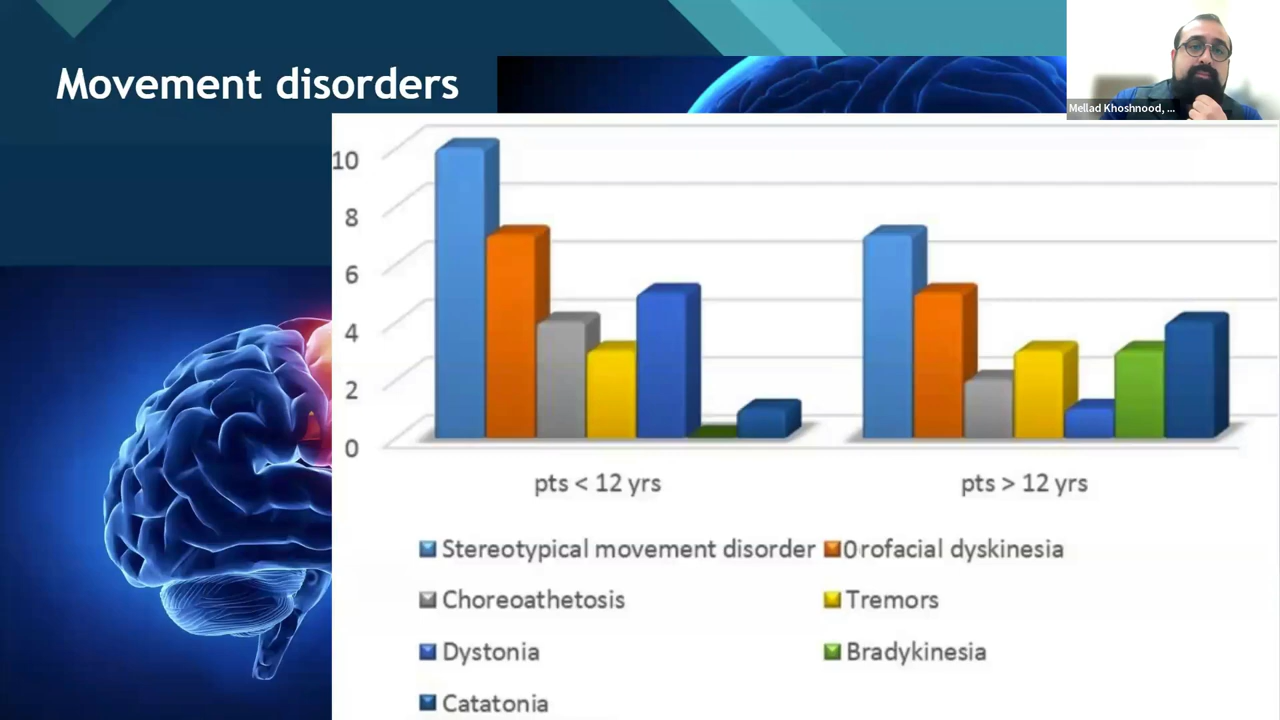 Movement disorders
Mellad Khoshnood, ...
10
8
6
4
2
0
pts < 12 yrs
pts > 12 yrs
Stereotypical movement disorder
0rofacial dyskinesia
Choreoathetosis
Tremors
Dystonia
Bradykinesia
Catatonia